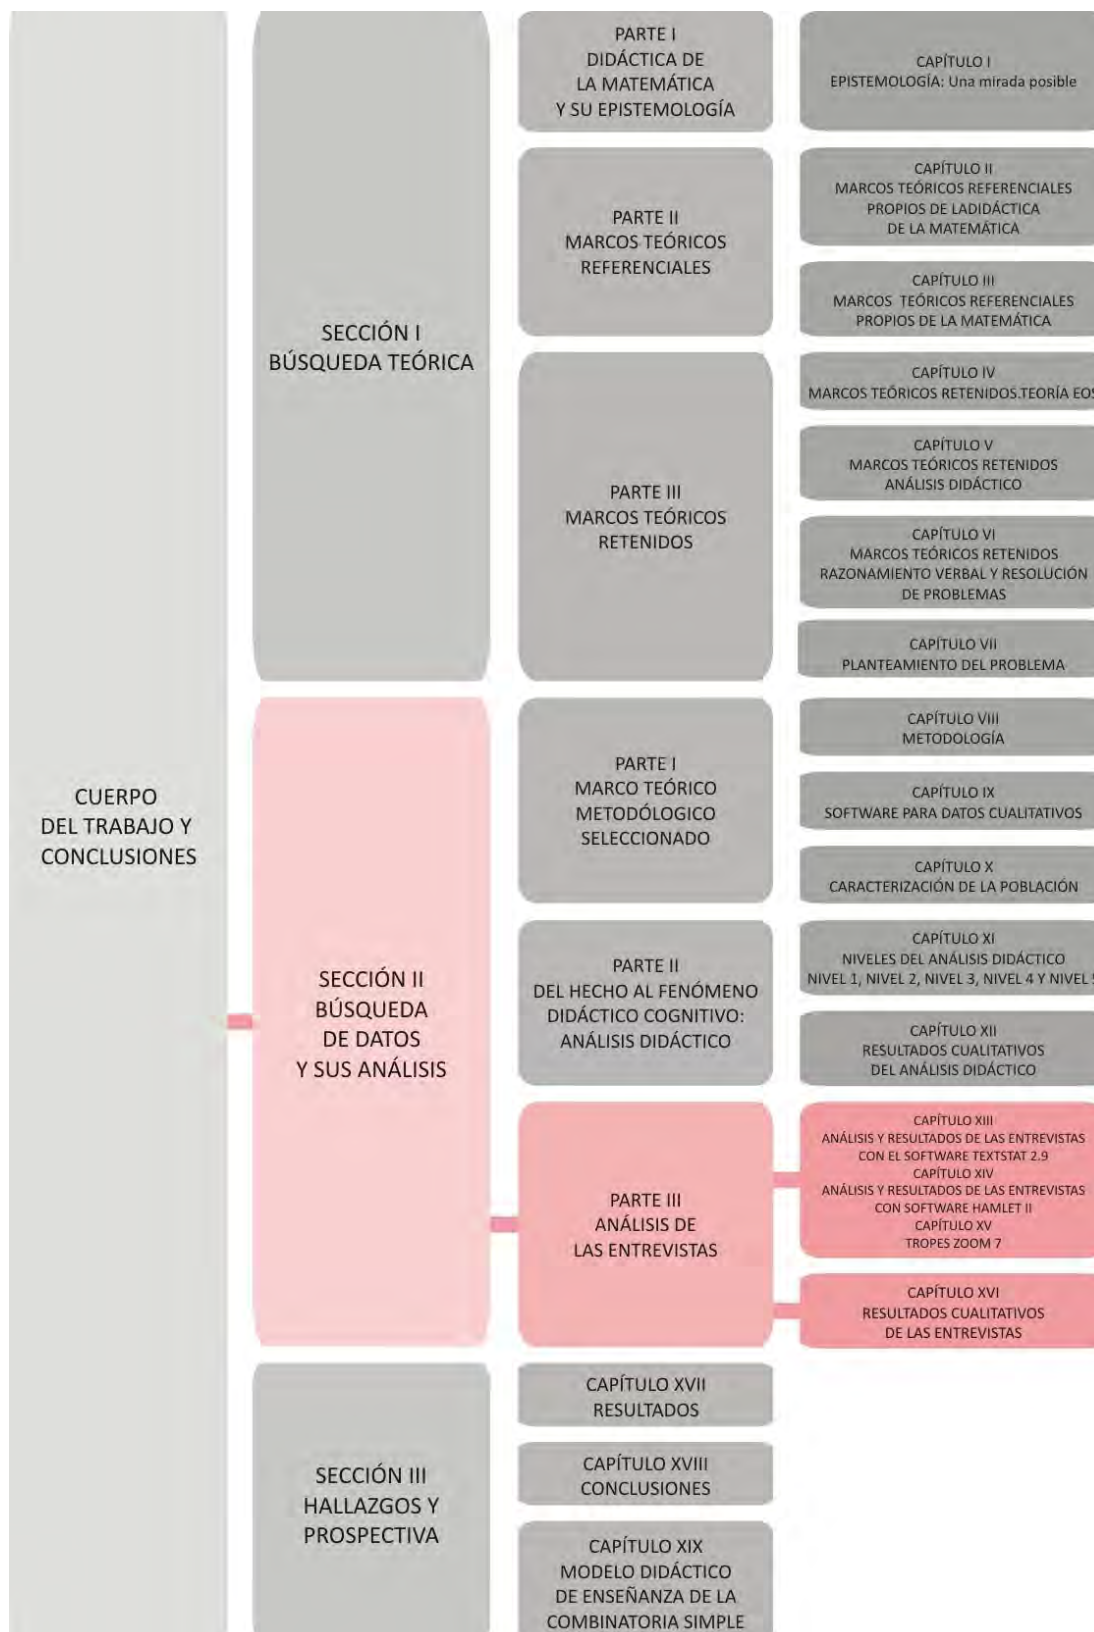 CUERPO
DEL TRABAJO Y
CONCLUSIONES
SECCIÓN I
BÚSQUEDA TEÓRICA
PARTE I
DIDÁCTICA DE
LA MATEMÁTICA
Y SU EPISTEMOLOGÍA
CAPÍTULO I
EPISTEMOLOGÍA: Una mirada posible
PARTE II
MARCOS TEÓRICOS
REFERENCIALES
CAPÍTULO II
MARCOS TEÓRICOS REFERENCIALES
PROPIOS DE LADIDÁCTICA
DE LA MATEMÁTICA
CAPÍTULO III
MARCOS TEÓRICOS REFERENCIALES
PROPIOS DE LA MATEMÁTICA
PARTE III
MARCOS TEÓRICOS
RETENIDOS
CAPÍTULO IV
MARCOS TEÓRICOS RETENIDOS.TEORÍA EOS
CAPÍTULO V
MARCOS TEÓRICOS RETENIDOS
ANÁLISIS DIDÁCTICO
CAPÍTULO VI
MARCOS TEÓRICOS RETENIDOS
RAZONAMIENTO VERBAL Y RESOLUCIÓN
DE PROBLEMAS
CAPÍTULO VII
PLANTEAMIENTO DEL PROBLEMA
SECCIÓN II
BÚSQUEDA
DE DATOS
Y SUS ANÁLISIS
PARTE I
MARCO TEÓRICO
METODÓLOGICO
SELECCIONADO
CAPÍTULO VIII
METODOLOGÍA
CAPÍTULO IX
SOFTWARE PARA DATOS CUALITATIVOS
CAPÍTULO X
CARACTERIZACIÓN DE LA POBLACIÓN
PARTE II
DEL HECHO AL FENÓMENO
DIDÁCTICO COGNITIVO:
ANÁLISIS DIDÁCTICO
CAPÍTULO XI
NIVELES DEL ANÁLISIS DIDÁCTICO
NIVEL 1, NIVEL 2, NIVEL 3, NIVEL 4 Y NIVEL 5
CAPÍTULO XII
RESULTADOS CUALITATIVOS
DEL ANÁLISIS DIDÁCTICO
PARTE III
ANÁLISIS DE
LAS ENTREVISTAS
CAPÍTULO XIII
ANÁLISIS Y RESULTADOS DE LAS ENTREVISTAS
CON EL SOFTWARE TEXTSTAT 2.9
CAPÍTULO XIV
ANÁLISIS Y RESULTADOS DE LAS ENTREVISTAS
CON SOFTWARE HAMLET II
CAPÍTULO XV
TROPES ZOOM 7
CAPÍTULO XVI
RESULTADOS CUALITATIVOS
DE LAS ENTREVISTAS
SECCIÓN III
HALLAZGOS Y
PROSPECTIVA
CAPÍTULO XVII
RESULTADOS
CAPÍTULO XVIII
CONCLUSIONES
CAPÍTULO XIX
MODELO DIDÁCTICO
DE ENSEÑANZA DE LA
COMBINATORIA SIMPLE